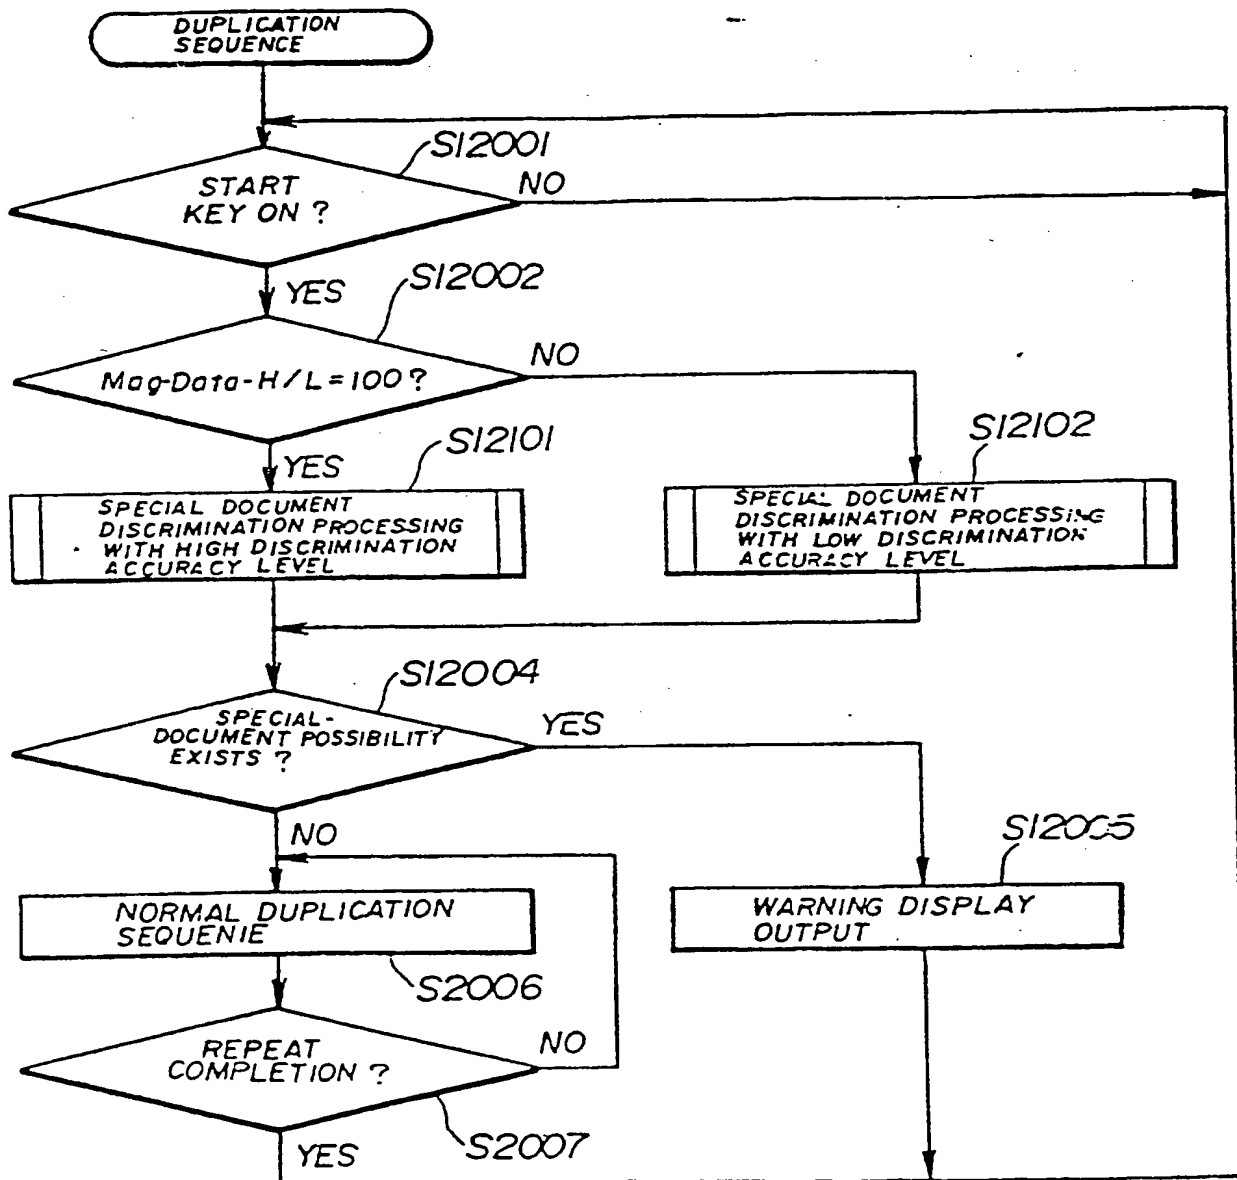 DUPLICATION
SEQUENCE
S12001
START
KEY ON ?
NO
YES
S12002
Mag-Data-H/L=100 ?
NO
YES
S12101
S12102
SPECIAL DOCUMENT
DISCRIMINATION PROCESSING
WITH HIGH DISCRIMINATION
ACCURACY LEVEL
SPECIAL DOCUMENT
DISCRIMINATION PROCESSING
WITH LOW DISCRIMINATION
ACCURACY LEVEL
S12004
SPECIAL-
DOCUMENT POSSIBILITY
EXISTS ?
YES
NO
S12005
NORMAL DUPLICATION
SEQUENIE
WARNING DISPLAY
OUTPUT
S2006
REPEAT
COMPLETION ?
NO
YES
S2007